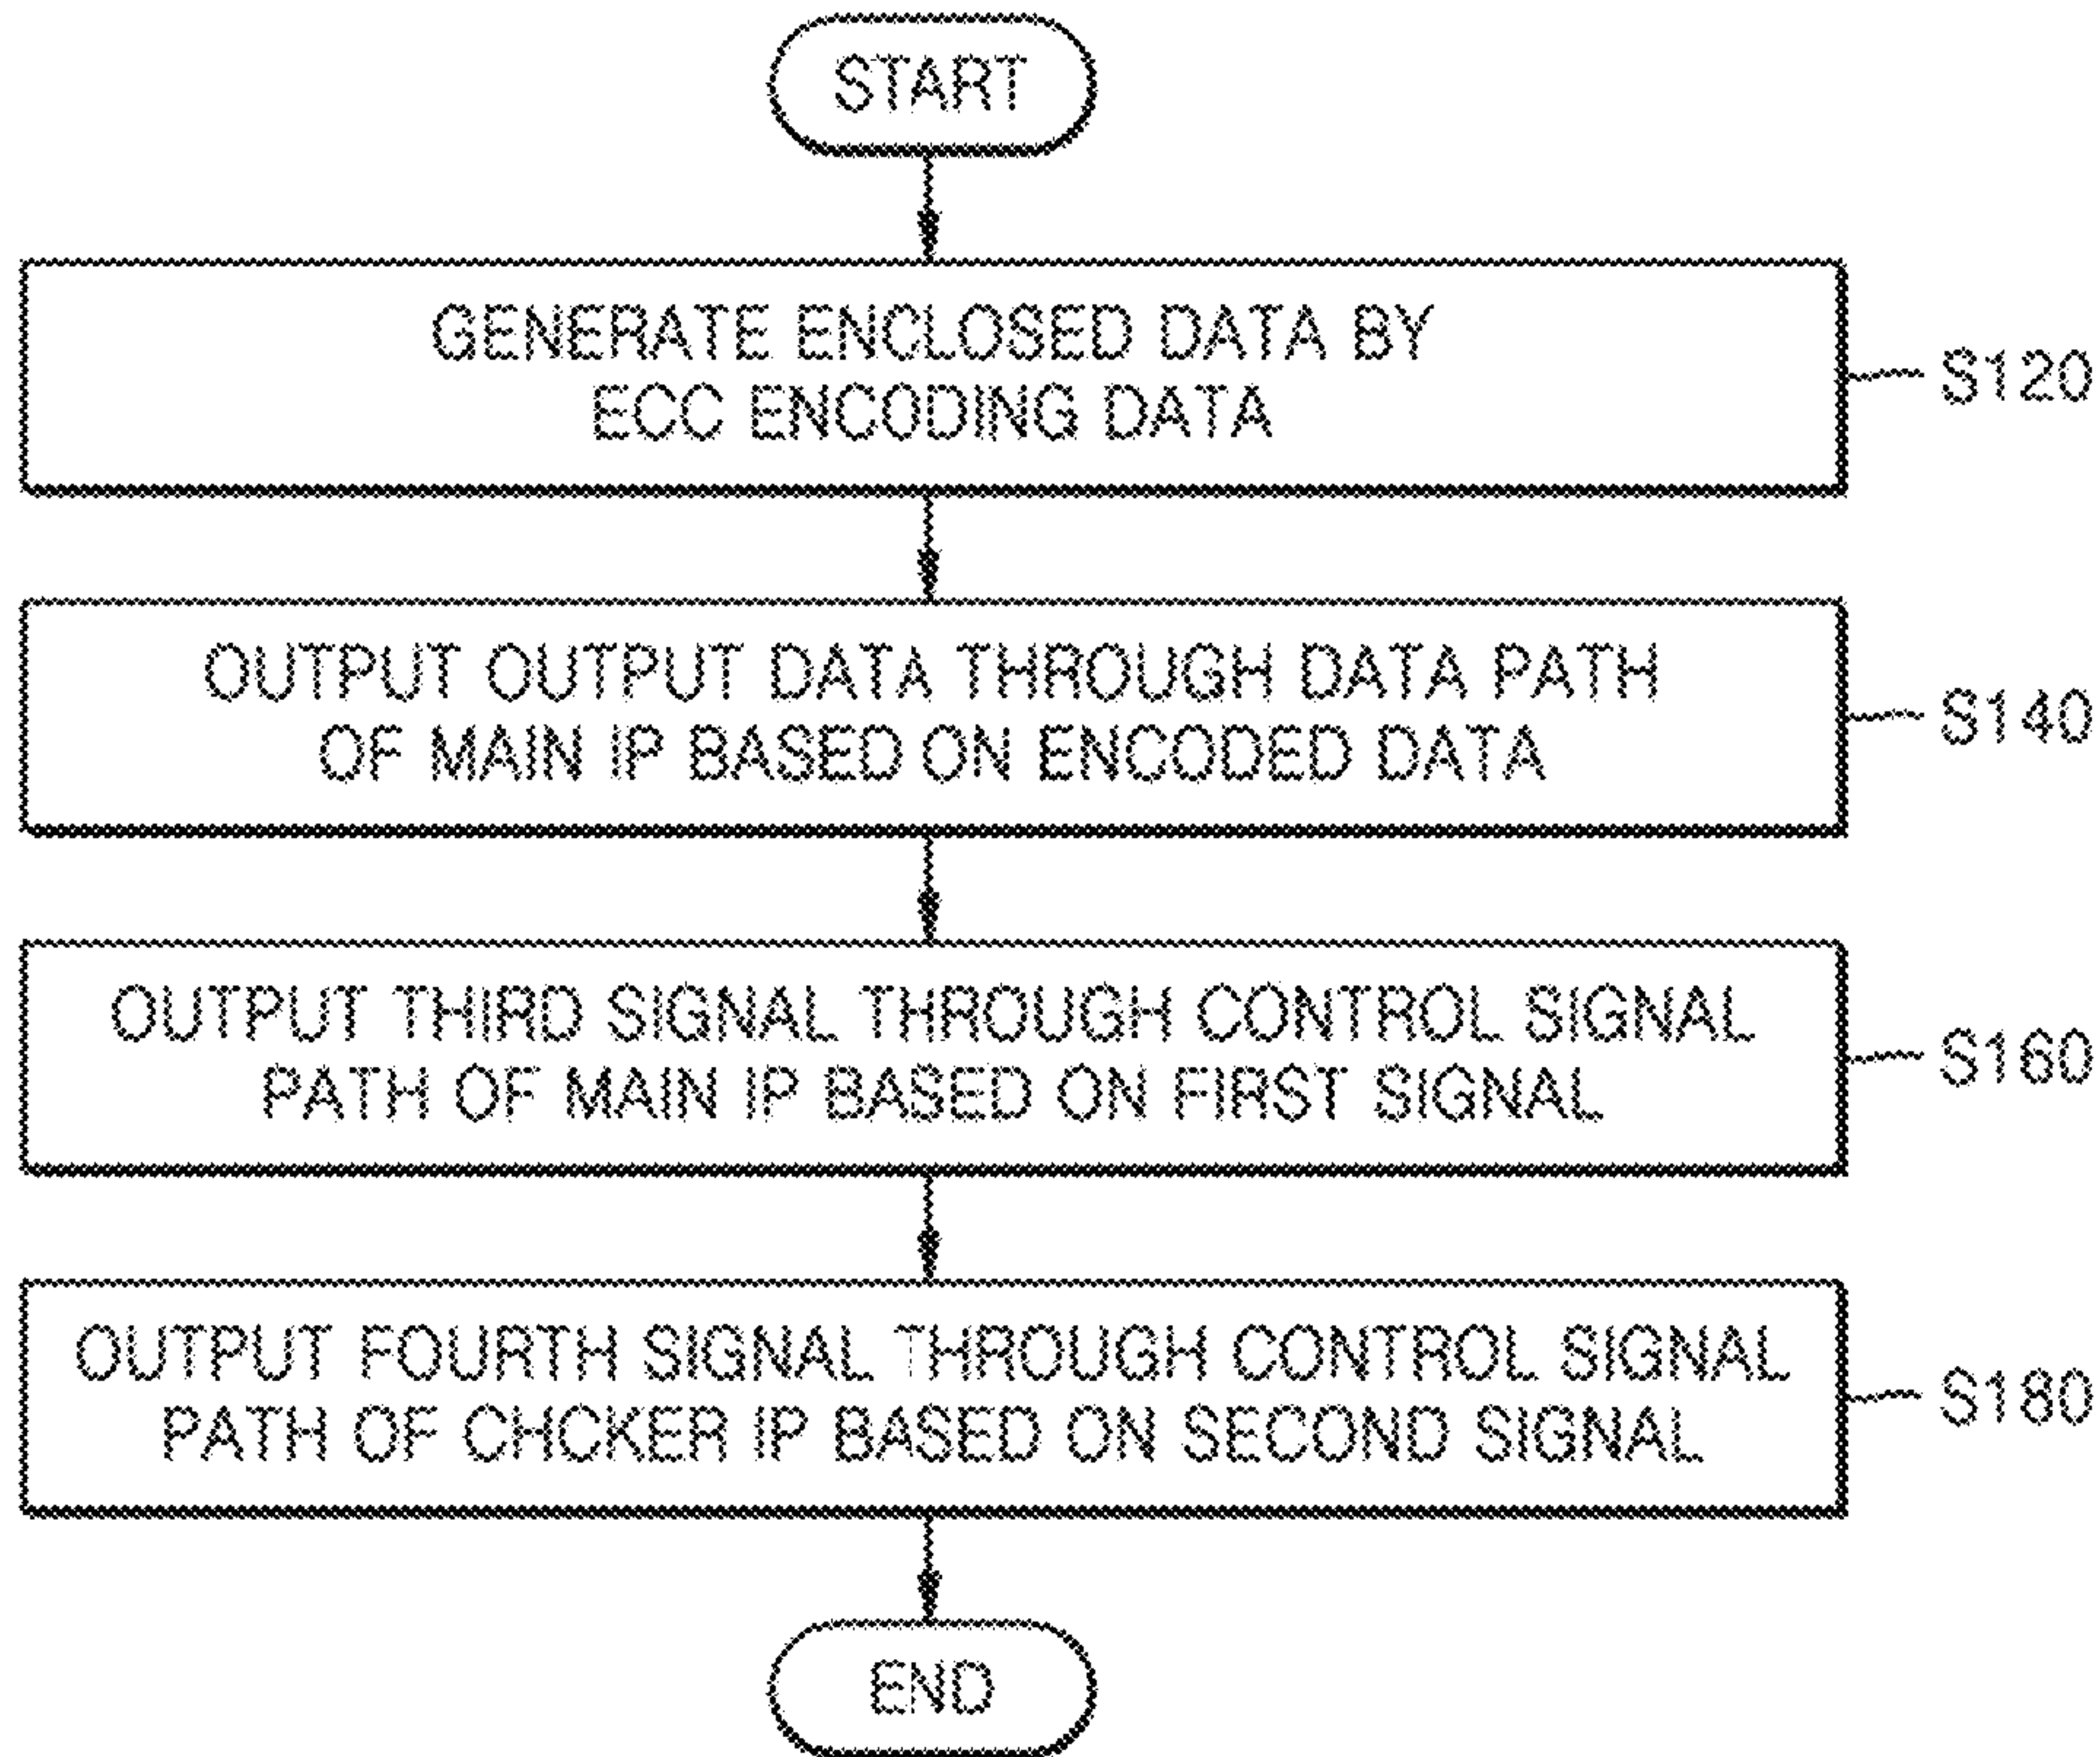 START
GENERATE ENCLOSED DATA BY
ECC ENCODING DATA
S120
OUTPUT OUTPUT DATA THROUGH DATA PATH
OF MAIN IP BASED ON ENCODED DATA
S140
OUTPUT THIRD SIGNAL THROUGH CONTROL SIGNAL
PATH OF MAIN IP BASED ON FIRST SIGNAL
S160
OUTPUT FOURTH SIGNAL THROUGH CONTROL SIGNAL
PATH OF CHCKER IP BASED ON SECOND SIGNAL
S180
END